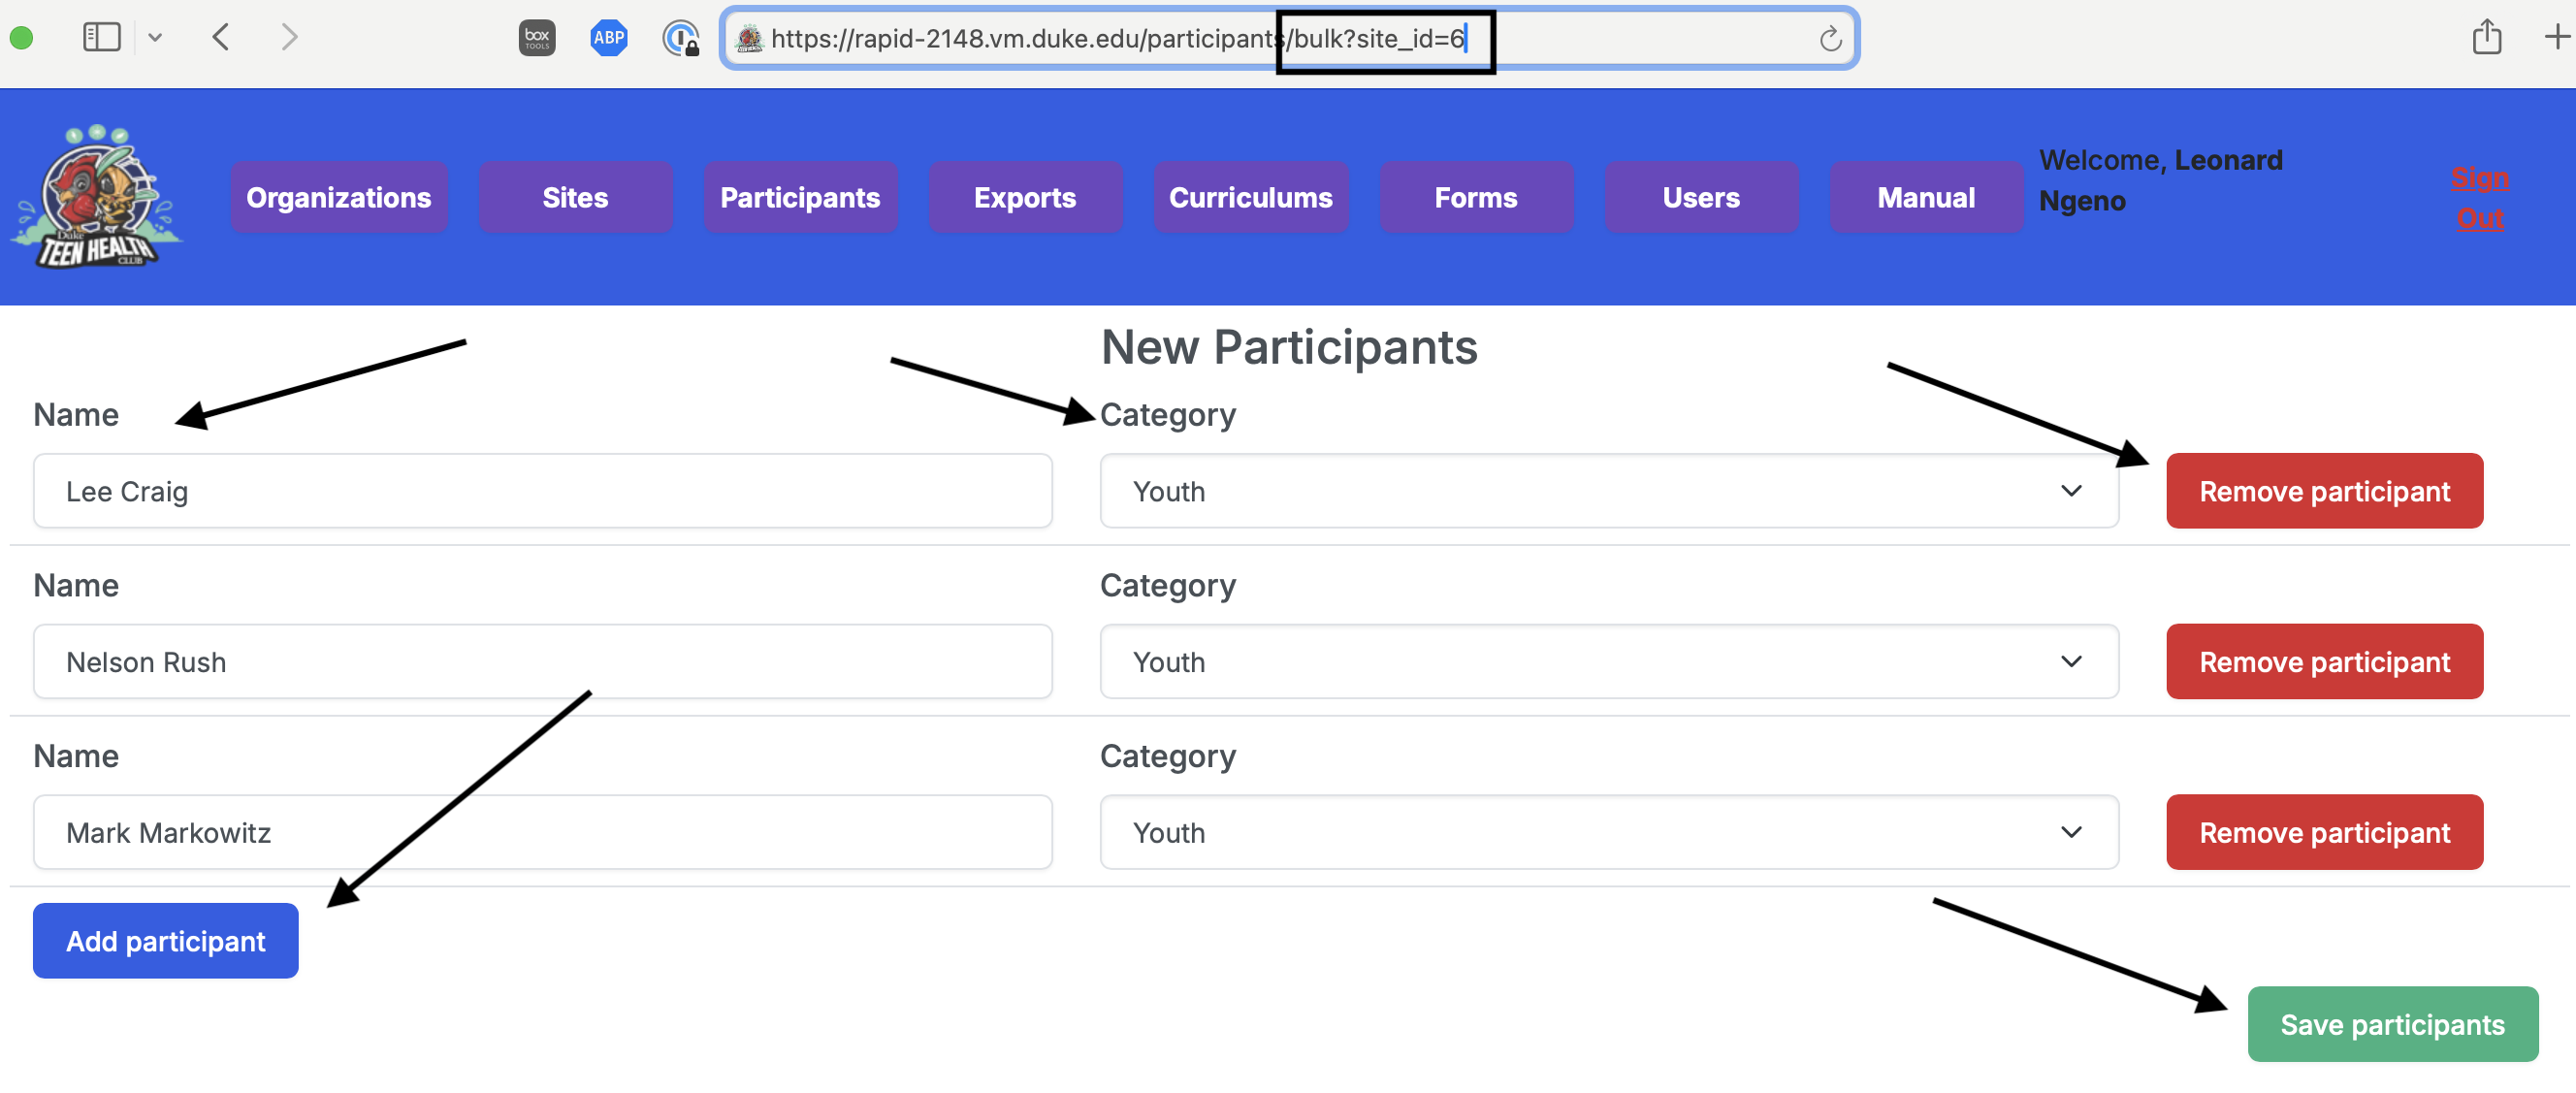 box
TOOLS
ABP
https://rapid-2148.vm.duke.edu/participants/bulk?site_id=6
Duke
TEEN HEALTH
CLUB
Organizations
Sites
Participants
Exports
Curriculums
Forms
Users
Manual
Welcome, Leonard
Ngeno
Sign
Out
New Participants
Name
Category
Lee Craig
Youth
Remove participant
Name
Category
Nelson Rush
Youth
Remove participant
Name
Category
Mark Markowitz
Youth
Remove participant
Add participant
Save participants